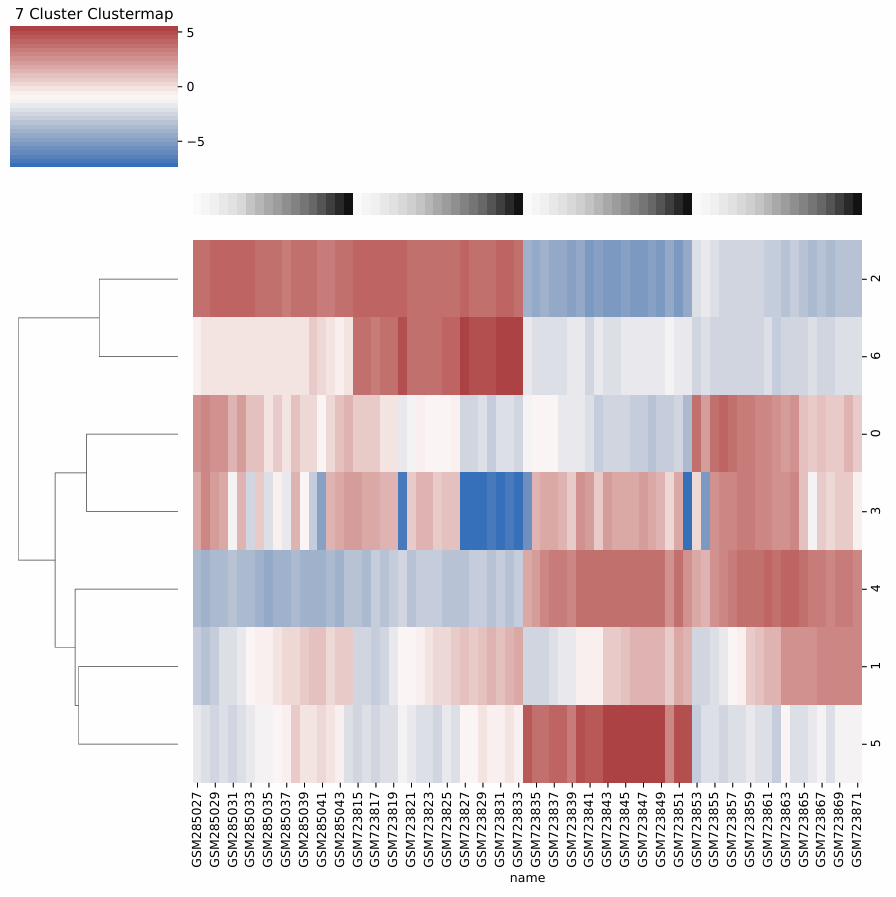 7 Cluster Clustermap
5
0
−5
2
6
0
3
4
1
5
GSM285027
GSM285029
GSM285031
GSM285033
GSM285035
GSM285037
GSM285039
GSM285041
GSM285043
GSM723815
GSM723817
GSM723819
GSM723821
GSM723823
GSM723825
GSM723827
GSM723829
GSM723831
GSM723833
GSM723835
GSM723837
GSM723839
GSM723841
GSM723843
GSM723845
GSM723847
GSM723849
GSM723851
GSM723853
GSM723855
GSM723857
GSM723859
GSM723861
GSM723863
GSM723865
GSM723867
GSM723869
GSM723871
name